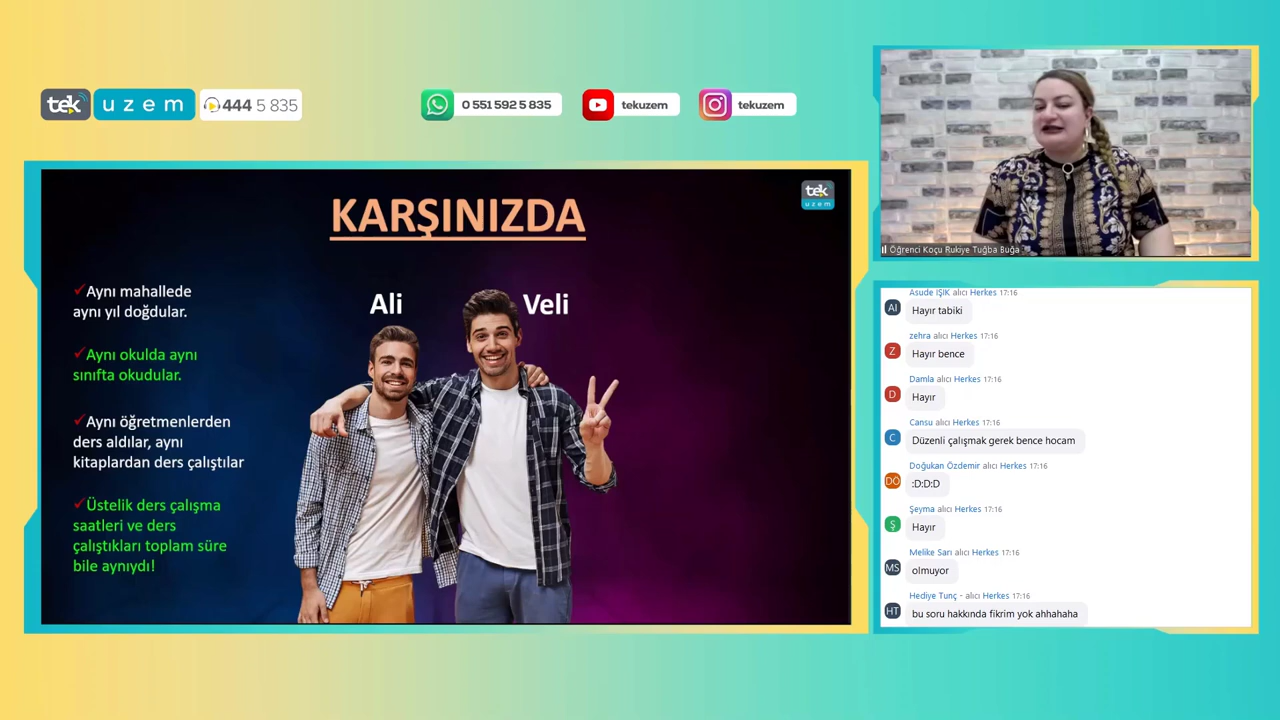 tek
uzem
444 5 835
0 551 592 5 835
tekuzem
tekuzem
tek
uzem
KARŞINIZDA
✓Aynı mahallede
aynı yıl doğdular.
✓Aynı okulda aynı
sınıfta okudular.
✓Aynı öğretmenlerden
ders aldılar, aynı
kitaplardan ders çalıştılar
✓Üstelik ders çalışma
saatleri ve ders
çalıştıkları toplam süre
bile aynıydı!
Ali
Veli
Öğrenci Koçu Rukiye Tuğba Buğa
Asude IŞIK alıcı Herkes 17:16
AI
Hayır tabiki
zehra alıcı Herkes 17:16
Z
Hayır bence
Damla alıcı Herkes 17:16
D
Hayır
Cansu alıcı Herkes 17:16
C
Düzenli çalışmak gerek bence hocam
Doğukan Özdemir alıcı Herkes 17:16
DÖ
:D:D:D
Şeyma alıcı Herkes 17:16
Ş
Hayır
Melike Sarı alıcı Herkes 17:16
MS
olmuyor
Hediye Tunç - alıcı Herkes 17:16
HT
bu soru hakkında fikrim yok ahhahaha